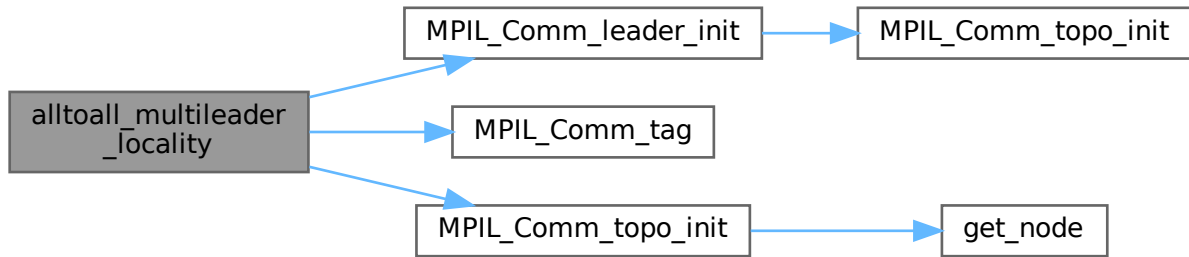 alltoall_multileader
_locality
MPIL_Comm_leader_init
MPIL_Comm_topo_init
MPIL_Comm_tag
MPIL_Comm_topo_init
get_node